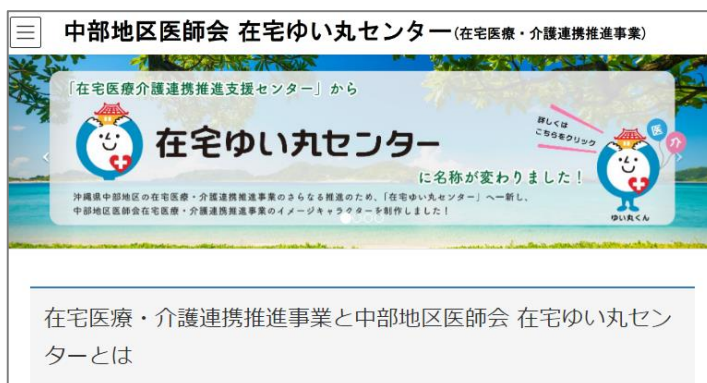 中部地区医師会 在宅ゆい丸センター(在宅医療・介護連携推進事業)
「在宅医療介護連携推進支援センター」から
在宅ゆい丸センター
に名称が変わりました！
詳しくは
こちらをクリック
医
介
沖縄県中部地区の在宅医療・介護連携推進事業のさらなる推進のため、「在宅ゆい丸センター」へ一新し、
中部地区医師会在宅医療・介護連携推進事業のイメージキャラクターを制作しました！
ゆい丸くん
在宅医療・介護連携推進事業と中部地区医師会 在宅ゆい丸セン
ターとは